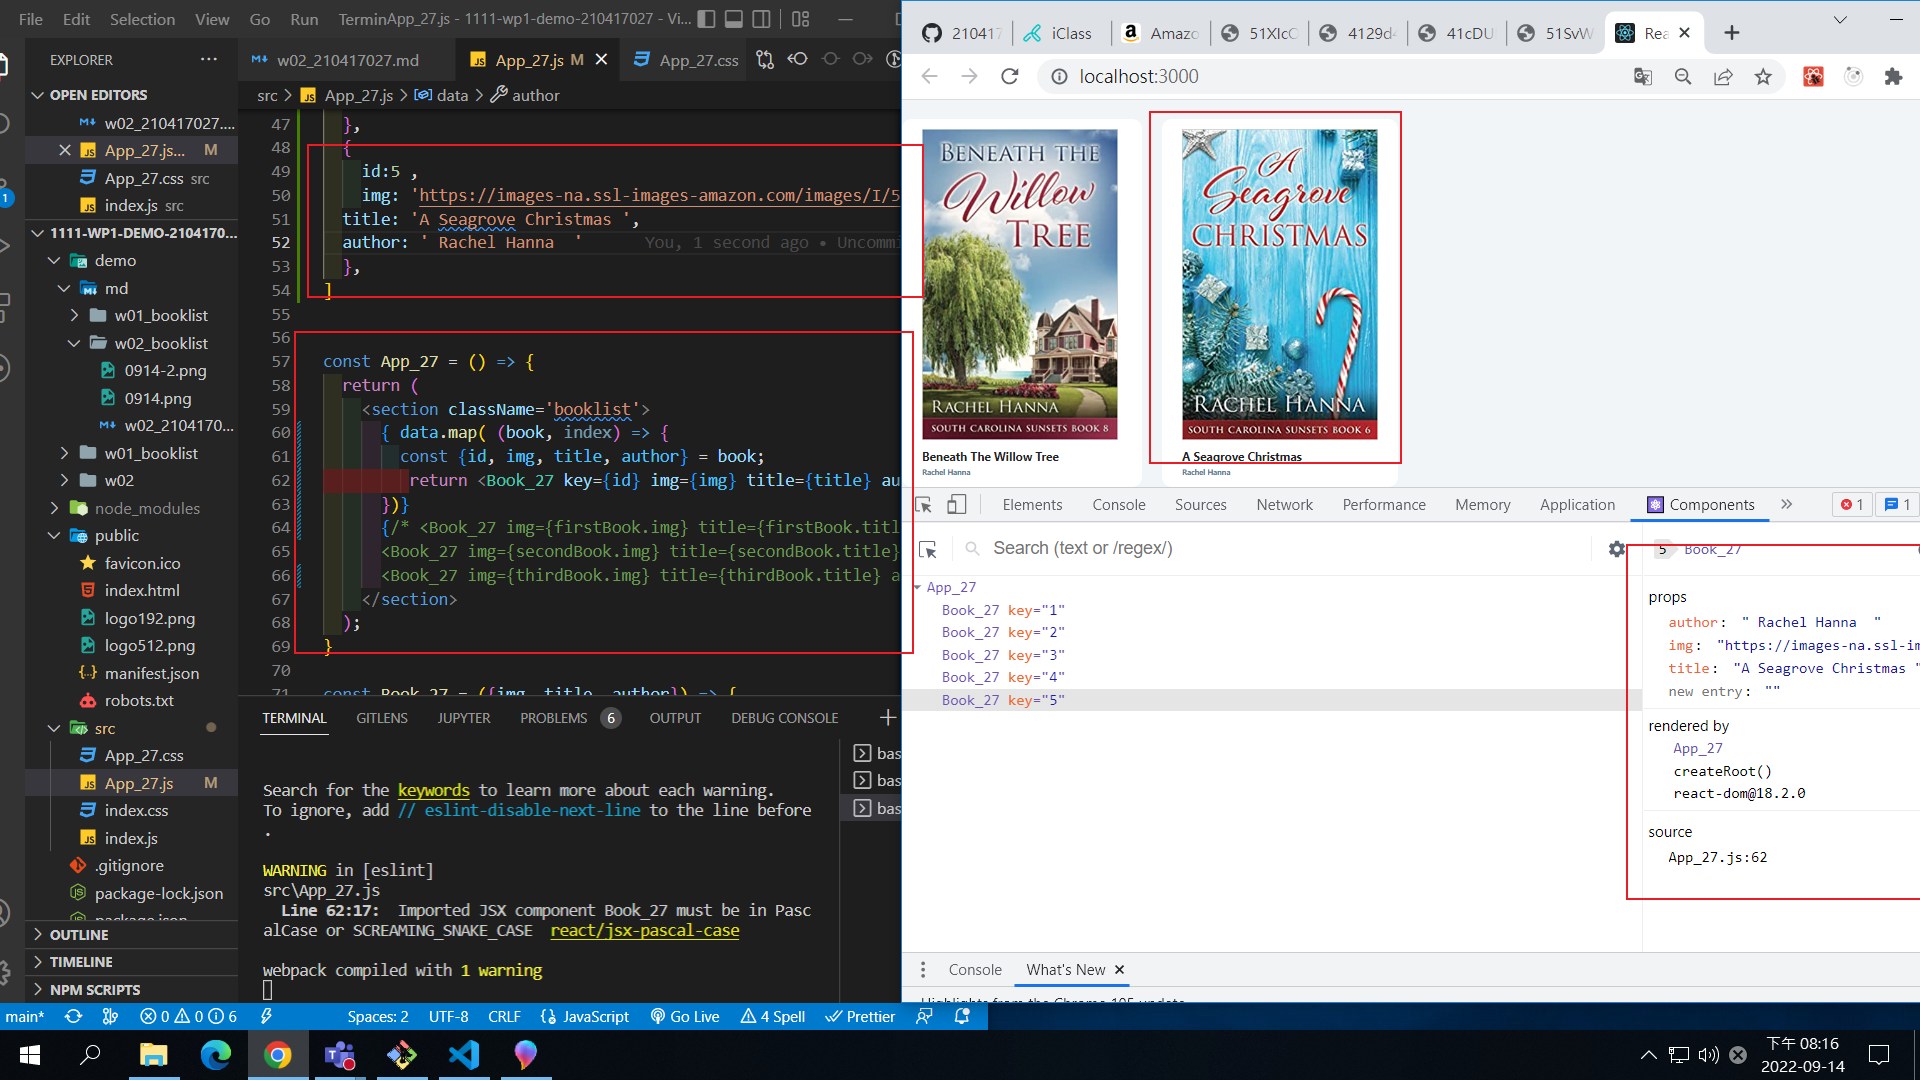 File Edit Selection View Go Run Termin App_27.js - 1111-wp1-demo-210417027 - Vi...
EXPLORER
OPEN EDITORS
w02_210417027....
App_27.js... M
App_27.css src
index.js src
1111-WP1-DEMO-2104170...
demo
md
w01_booklist
w02_booklist
0914-2.png
0914.png
w02_2104170...
w01_booklist
w02
node_modules
public
favicon.ico
index.html
logo192.png
logo512.png
manifest.json
robots.txt
src
App_27.css
App_27.js M
index.css
index.js
.gitignore
package-lock.json
package.json
OUTLINE
TIMELINE
NPM SCRIPTS
w02_210417027.md App_27.js M App_27.css
src > App_27.js > data > author
47 },
48 {
49 id:5 ,
50 img: 'https://images-na.ssl-images-amazon.com/images/I/5
51 title: 'A Seagrove Christmas ',
52 author: ' Rachel Hanna  ' You, 1 second ago • Uncommi
53 },
54 ]
55
56
57 const App_27 = () => {
58 return (
59 <section className='booklist'>
60 { data.map( (book, index) => {
61 const {id, img, title, author} = book;
62 return <Book_27 key={id} img={img} title={title} au
63 })}
64 {/* <Book_27 img={firstBook.img} title={firstBook.titl
65 <Book_27 img={secondBook.img} title={secondBook.title}
66 <Book_27 img={thirdBook.img} title={thirdBook.title} a
67 </section>
68 );
69 }
70
71 const Book_27 = ({img, title, author}) => {
TERMINAL GITLENS JUPYTER PROBLEMS 6 OUTPUT DEBUG CONSOLE
bas
bas
bas
Search for the keywords to learn more about each warning.
To ignore, add // eslint-disable-next-line to the line before
.
WARNING in [eslint]
src\App_27.js
Line 62:17:  Imported JSX component Book_27 must be in Pasc
alCase or SCREAMING_SNAKE_CASE  react/jsx-pascal-case
webpack compiled with 1 warning
main* 0 0 6 Spaces: 2 UTF-8 CRLF JavaScript Go Live 4 Spell Prettier
210417 iClass Amazo 51XIcC 4129d 41cDU 51SvW Rea
localhost:3000
BENEATH THE
Willow
TREE
RACHEL HANNA
SOUTH CAROLINA SUNSETS BOOK 8
Beneath The Willow Tree
Rachel Hanna
A
Seagrove
CHRISTMAS
RACHEL HANNA
SOUTH CAROLINA SUNSETS BOOK 6
A Seagrove Christmas
Rachel Hanna
Elements Console Sources Network Performance Memory Application Components 1 1
Search (text or /regex/)
App_27
Book_27 key="1"
Book_27 key="2"
Book_27 key="3"
Book_27 key="4"
Book_27 key="5"
5 Book_27
props
author: " Rachel Hanna  "
img: "https://images-na.ssl-im
title: "A Seagrove Christmas "
new entry: ""
rendered by
App_27
createRoot()
react-dom@18.2.0
source
App_27.js:62
Console What's New
Highlights from the Chrome 105 update
下午 08:16
2022-09-14